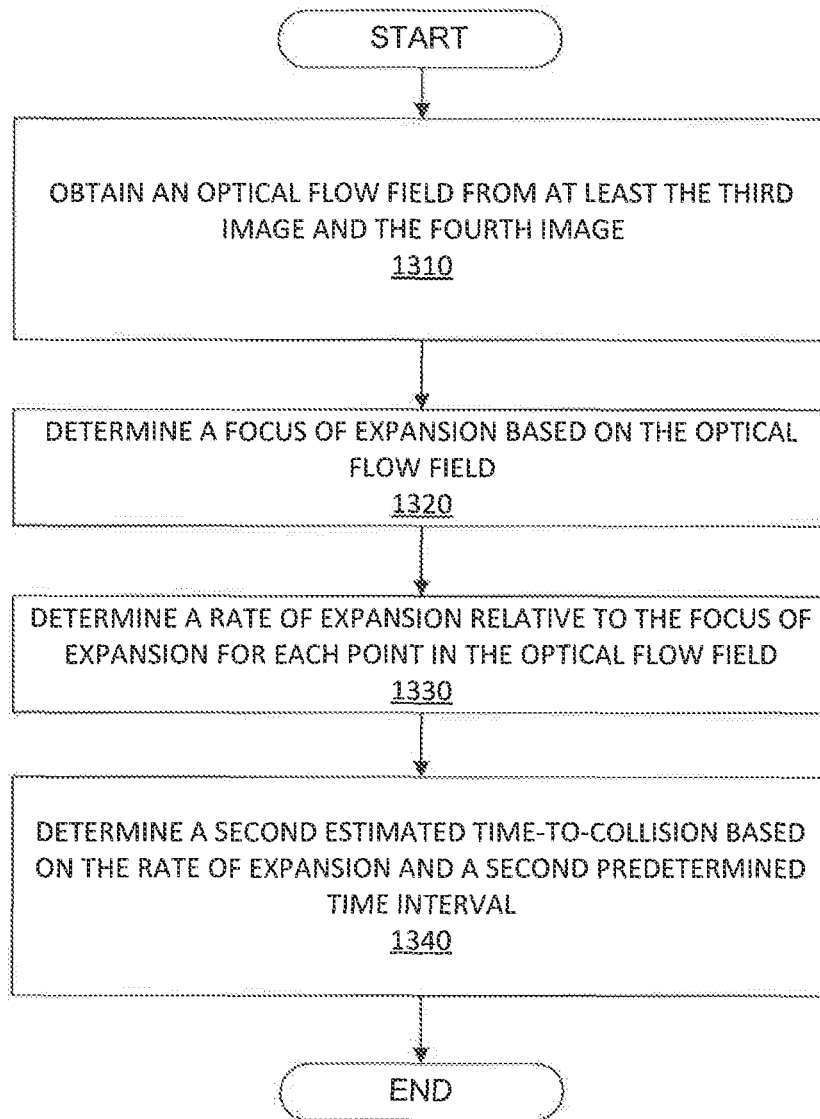 START
OBTAIN AN OPTICAL FLOW FIELD FROM AT LEAST THE THIRD
IMAGE AND THE FOURTH IMAGE
1310
DETERMINE A FOCUS OF EXPANSION BASED ON THE OPTICAL
FLOW FIELD
1320
DETERMINE A RATE OF EXPANSION RELATIVE TO THE FOCUS OF
EXPANSION FOR EACH POINT IN THE OPTICAL FLOW FIELD
1330
DETERMINE A SECOND ESTIMATED TIME-TO-COLLISION BASED
ON THE RATE OF EXPANSION AND A SECOND PREDETERMINED
TIME INTERVAL
1340
END